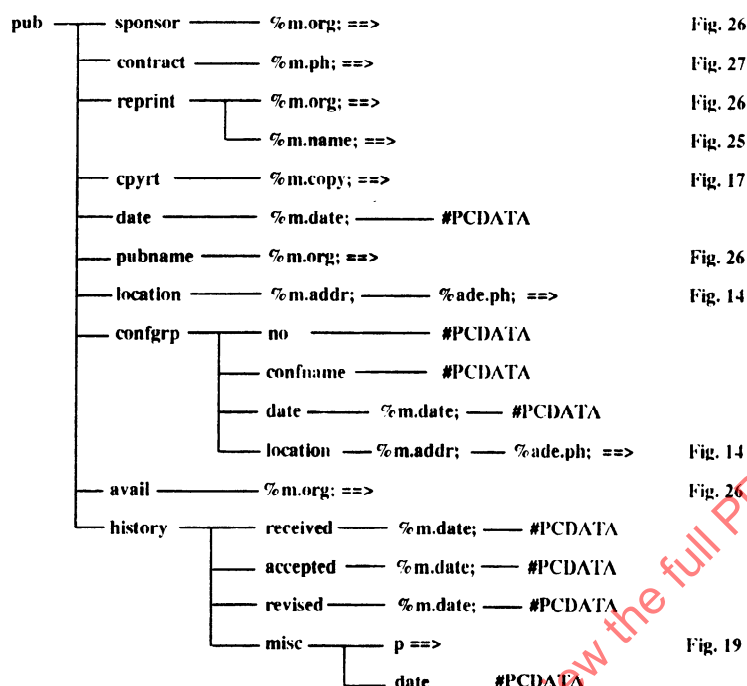 pub sponsor %m.org; ==> Fig. 26
contract %m.ph; ==> Fig. 27
reprint %m.org; ==> Fig. 26
%m.name; ==> Fig. 25
cpyrt %m.copy; ==> Fig. 17
date %m.date; #PCDATA
pubname %m.org; ==> Fig. 26
location %m.addr; %ade.ph; ==> Fig. 14
confgrp no #PCDATA
confname #PCDATA
date %m.date; #PCDATA
location %m.addr; %ade.ph; ==> Fig. 14
avail %m.org; ==> Fig. 26
history received %m.date; #PCDATA
accepted %m.date; #PCDATA
revised %m.date; #PCDATA
misc p ==> Fig. 19
date #PCDATA
ew the full P